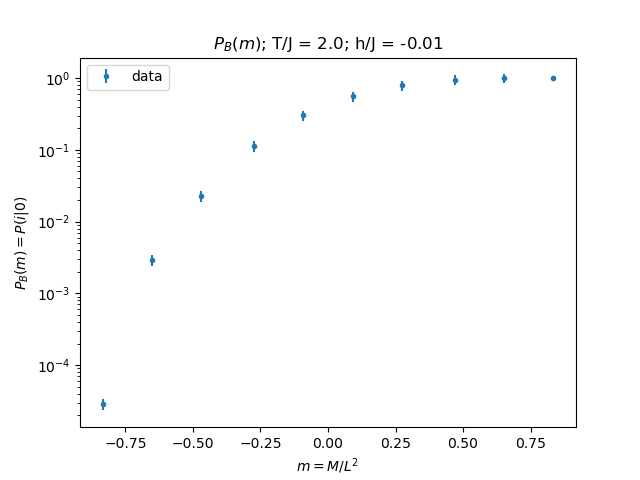 P_B(m); T/J = 2.0; h/J = -0.01
data
P_B(m) = P(i|0)
10^0
10^−1
10^−2
10^−3
10^−4
−0.75 −0.50 −0.25 0.00 0.25 0.50 0.75
m = M/L^2